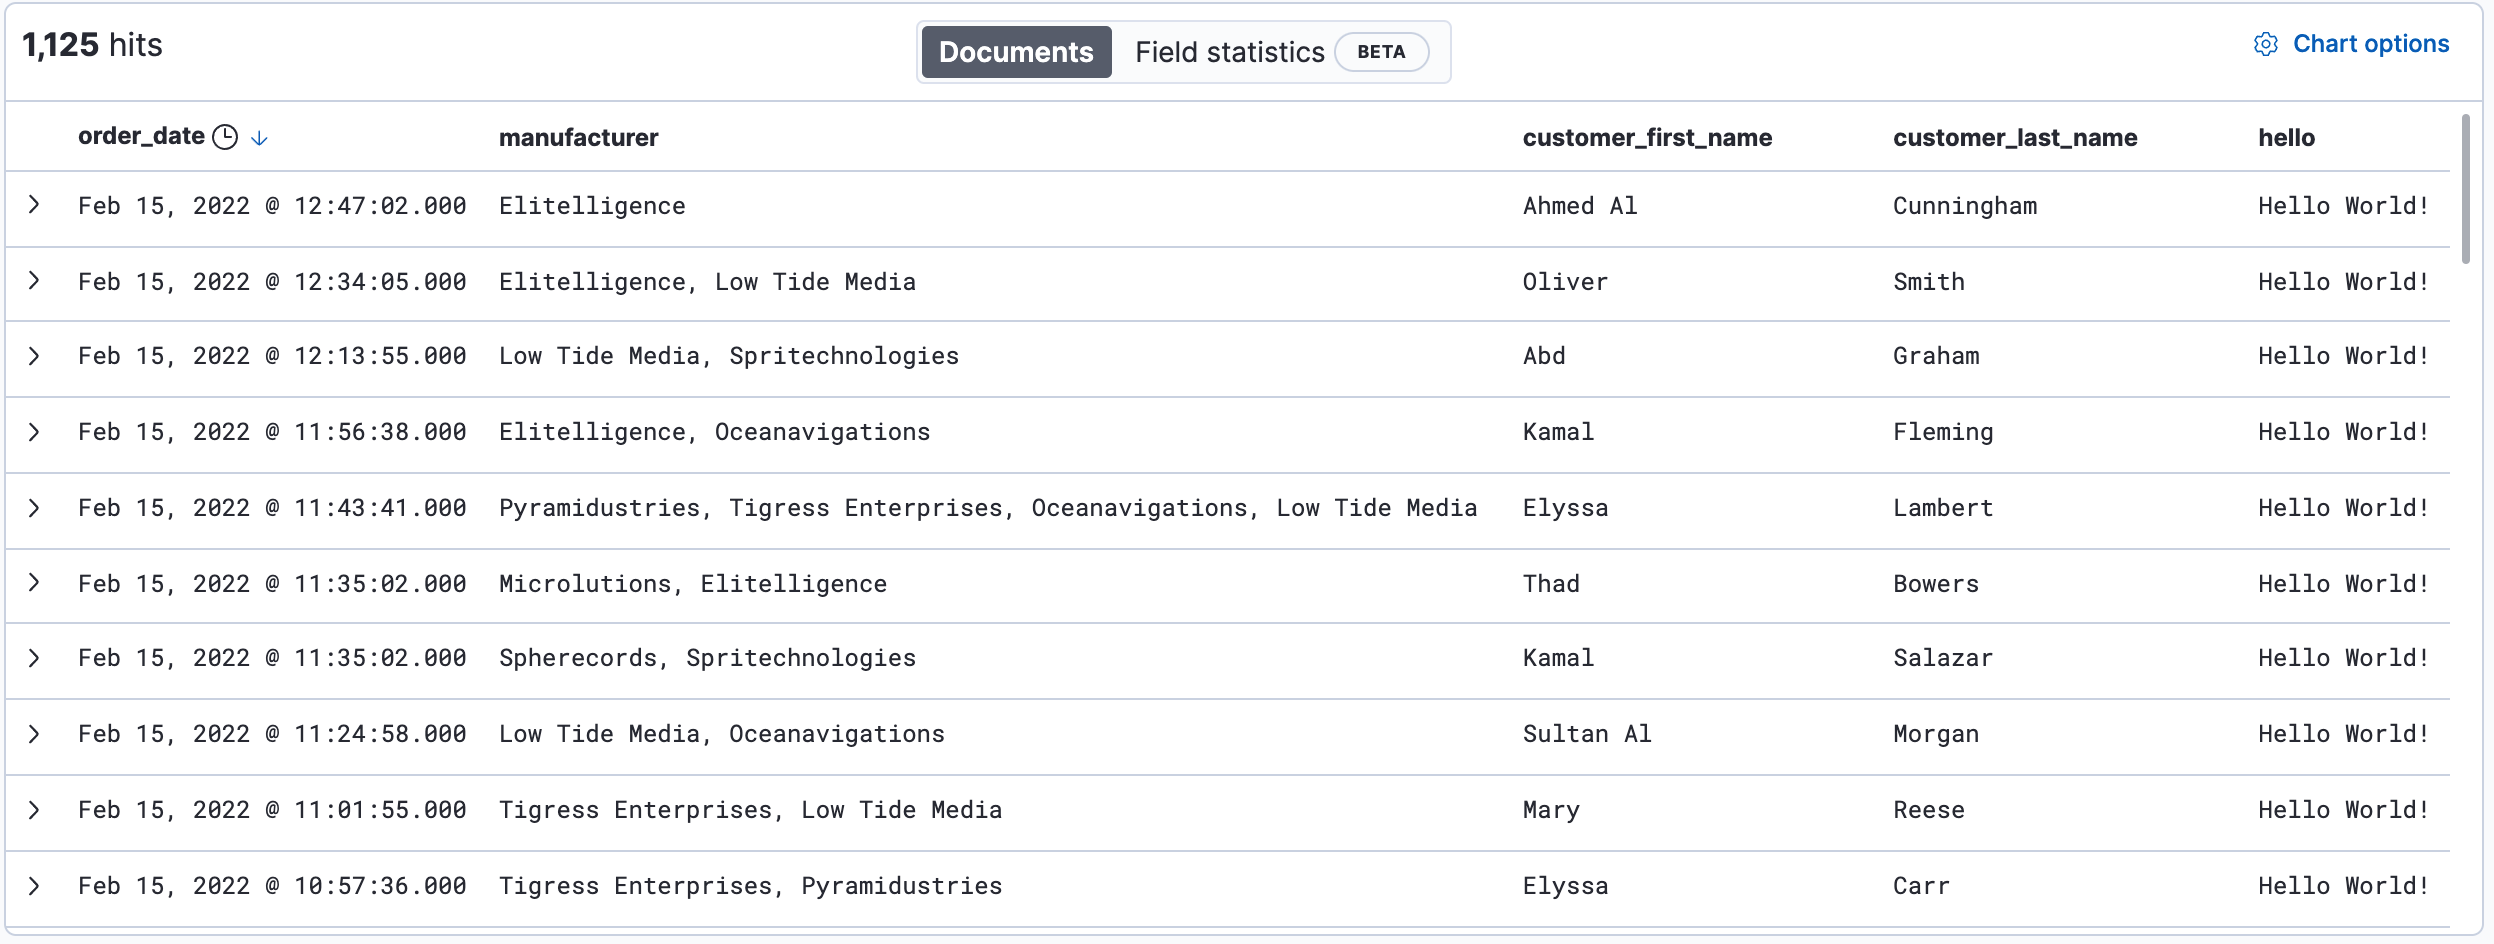 1,125 hits Documents Field statistics BETA Chart options
order_date manufacturer customer_first_name customer_last_name hello
Feb 15, 2022 @ 12:47:02.000 Elitelligence Ahmed Al Cunningham Hello World!
Feb 15, 2022 @ 12:34:05.000 Elitelligence, Low Tide Media Oliver Smith Hello World!
Feb 15, 2022 @ 12:13:55.000 Low Tide Media, Spritechnologies Abd Graham Hello World!
Feb 15, 2022 @ 11:56:38.000 Elitelligence, Oceanavigations Kamal Fleming Hello World!
Feb 15, 2022 @ 11:43:41.000 Pyramidustries, Tigress Enterprises, Oceanavigations, Low Tide Media Elyssa Lambert Hello World!
Feb 15, 2022 @ 11:35:02.000 Microlutions, Elitelligence Thad Bowers Hello World!
Feb 15, 2022 @ 11:35:02.000 Spherecords, Spritechnologies Kamal Salazar Hello World!
Feb 15, 2022 @ 11:24:58.000 Low Tide Media, Oceanavigations Sultan Al Morgan Hello World!
Feb 15, 2022 @ 11:01:55.000 Tigress Enterprises, Low Tide Media Mary Reese Hello World!
Feb 15, 2022 @ 10:57:36.000 Tigress Enterprises, Pyramidustries Elyssa Carr Hello World!